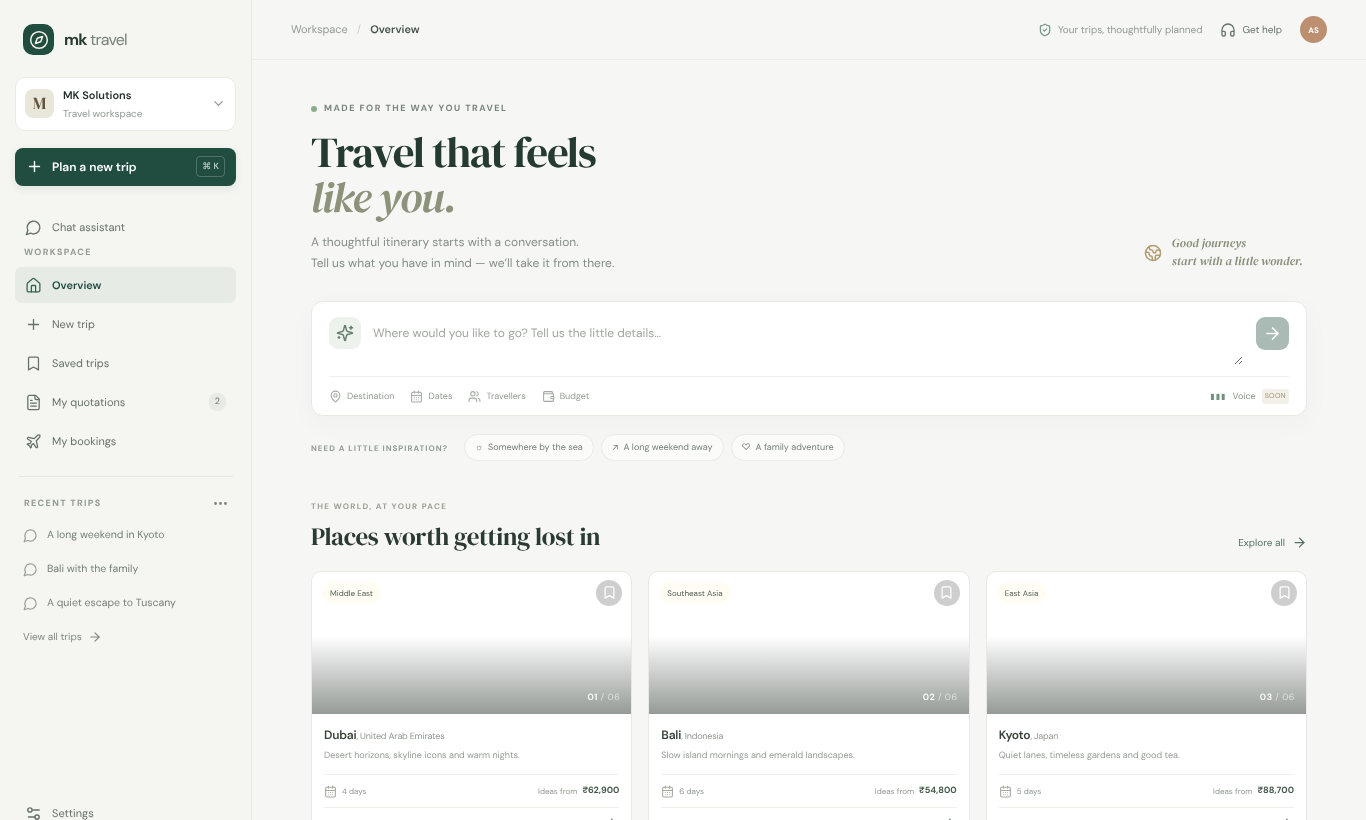 mk travel
M
MK Solutions
Travel workspace
Plan a new trip
⌘ K
Chat assistant
WORKSPACE
Overview
New trip
Saved trips
My quotations
2
My bookings
RECENT TRIPS
A long weekend in Kyoto
Bali with the family
A quiet escape to Tuscany
View all trips
Settings
Workspace / Overview
Your trips, thoughtfully planned
Get help
AS
MADE FOR THE WAY YOU TRAVEL
Travel that feels
like you.
A thoughtful itinerary starts with a conversation.
Tell us what you have in mind — we'll take it from there.
Good journeys
start with a little wonder.
Where would you like to go? Tell us the little details...
Destination
Dates
Travellers
Budget
Voice
SOON
NEED A LITTLE INSPIRATION?
Somewhere by the sea
A long weekend away
A family adventure
THE WORLD, AT YOUR PACE
Places worth getting lost in
Explore all
Middle East
01 / 06
Dubai, United Arab Emirates
Desert horizons, skyline icons and warm nights.
4 days
Ideas from ₹62,900
Southeast Asia
02 / 06
Bali, Indonesia
Slow island mornings and emerald landscapes.
6 days
Ideas from ₹54,800
East Asia
03 / 06
Kyoto, Japan
Quiet lanes, timeless gardens and good tea.
5 days
Ideas from ₹88,700